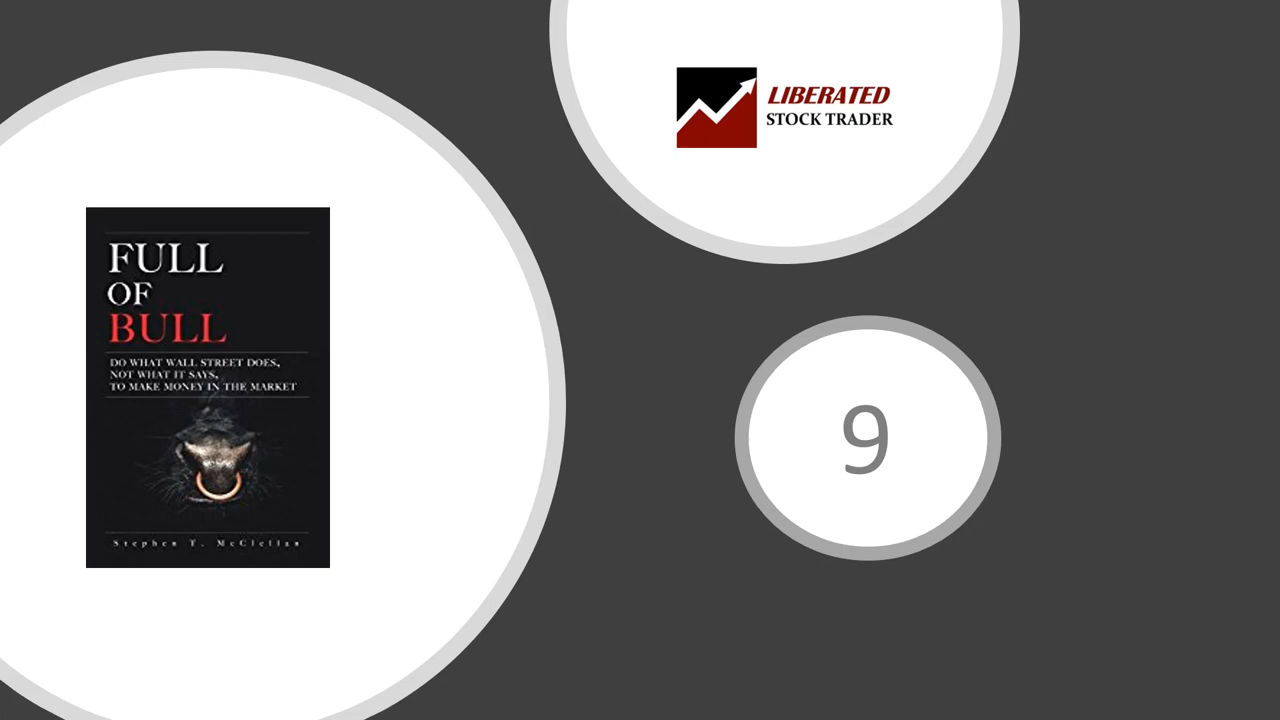 LIBERATED
STOCK TRADER
FULL
OF
BULL
DO WHAT WALL STREET DOES,
NOT WHAT IT SAYS,
TO MAKE MONEY IN THE MARKET
Stephen T. McClellan
9